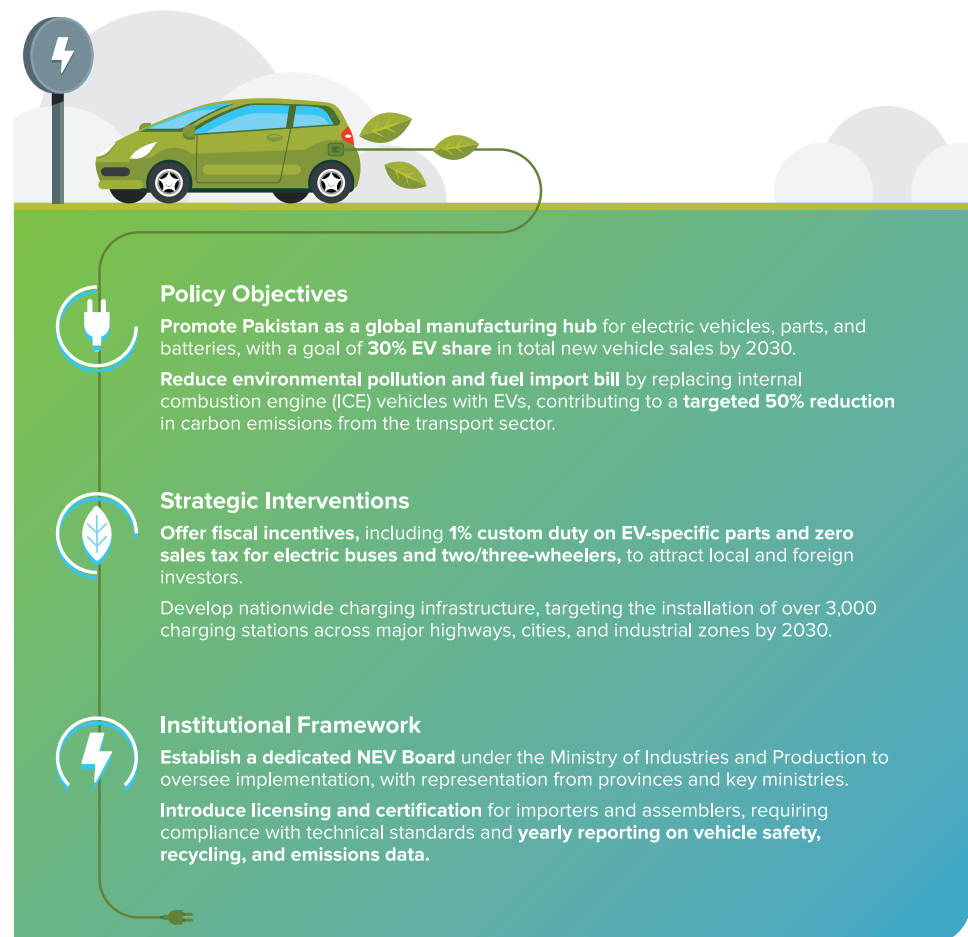 Policy Objectives
Promote Pakistan as a global manufacturing hub for electric vehicles, parts, and
batteries, with a goal of 30% EV share in total new vehicle sales by 2030.
Reduce environmental pollution and fuel import bill by replacing internal
combustion engine (ICE) vehicles with EVs, contributing to a targeted 50% reduction
in carbon emissions from the transport sector.
Strategic Interventions
Offer fiscal incentives, including 1% custom duty on EV-specific parts and zero
sales tax for electric buses and two/three-wheelers, to attract local and foreign
investors.
Develop nationwide charging infrastructure, targeting the installation of over 3,000
charging stations across major highways, cities, and industrial zones by 2030.
Institutional Framework
Establish a dedicated NEV Board under the Ministry of Industries and Production to
oversee implementation, with representation from provinces and key ministries.
Introduce licensing and certification for importers and assemblers, requiring
compliance with technical standards and yearly reporting on vehicle safety,
recycling, and emissions data.